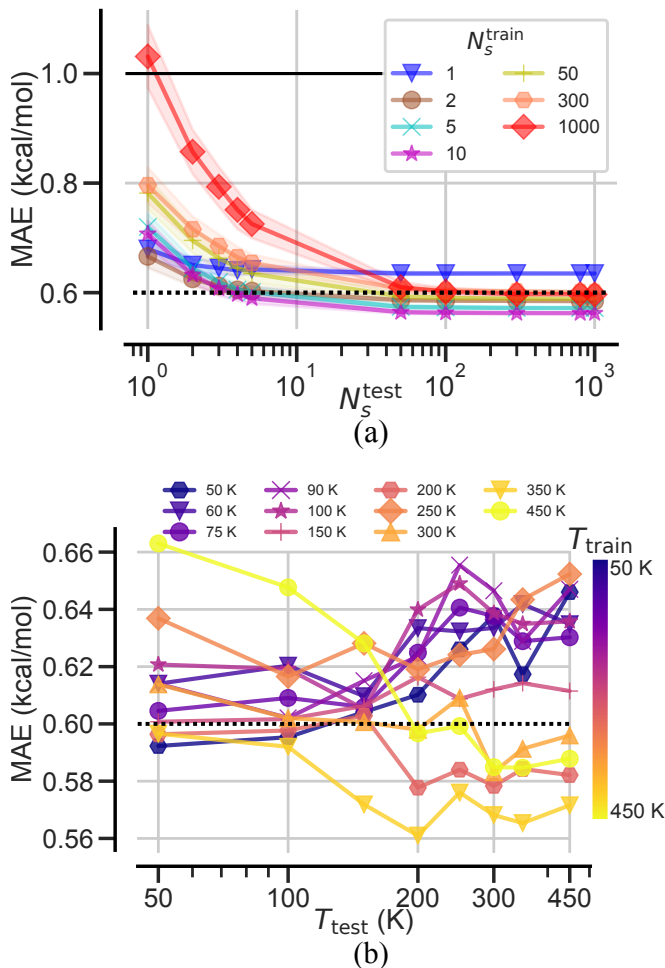 N_s^train
1
50
2
300
5
1000
10
MAE (kcal/mol)
1.0
0.8
0.6
10^0
10^1
10^2
10^3
N_s^test
(a)
50 K
90 K
200 K
350 K
60 K
100 K
250 K
450 K
75 K
150 K
300 K
MAE (kcal/mol)
0.66
0.64
0.62
0.60
0.58
0.56
T_train
50 K
450 K
50
100
200
300
450
T_test (K)
(b)